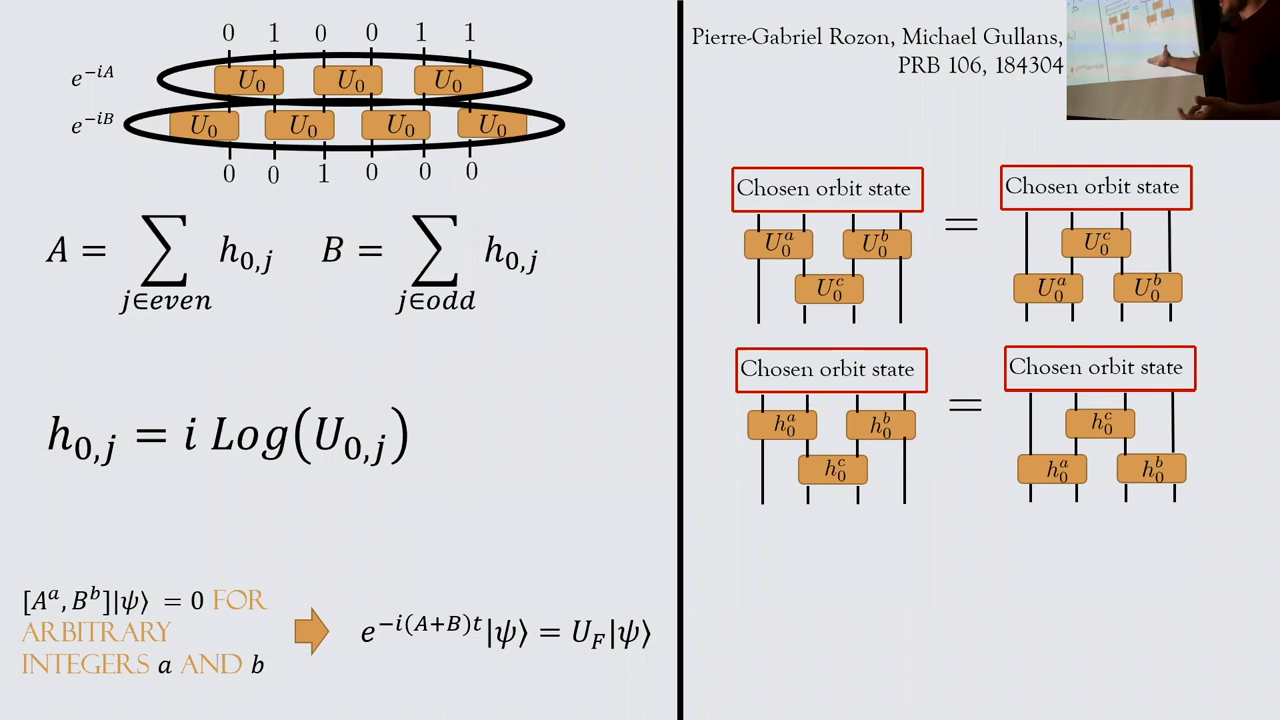 0 1 0 0 1 1
e^{-iA} U_0 U_0 U_0
e^{-iB} U_0 U_0 U_0 U_0
0 0 1 0 0 0
A = \sum_{j∈even} h_{0,j} B = \sum_{j∈odd} h_{0,j}
h_{0,j} = i Log(U_{0,j})
[A^a, B^b]|ψ⟩ = 0 FOR
ARBITRARY
INTEGERS a AND b
e^{-i(A+B)t}|ψ⟩ = U_F|ψ⟩
Pierre-Gabriel Rozon, Michael Gullans,
PRB 106, 184304
Chosen orbit state
U_0^a U_0^b
U_0^c
=
Chosen orbit state
U_0^c
U_0^a U_0^b
Chosen orbit state
h_0^a h_0^b
h_0^c
=
Chosen orbit state
h_0^c
h_0^a h_0^b